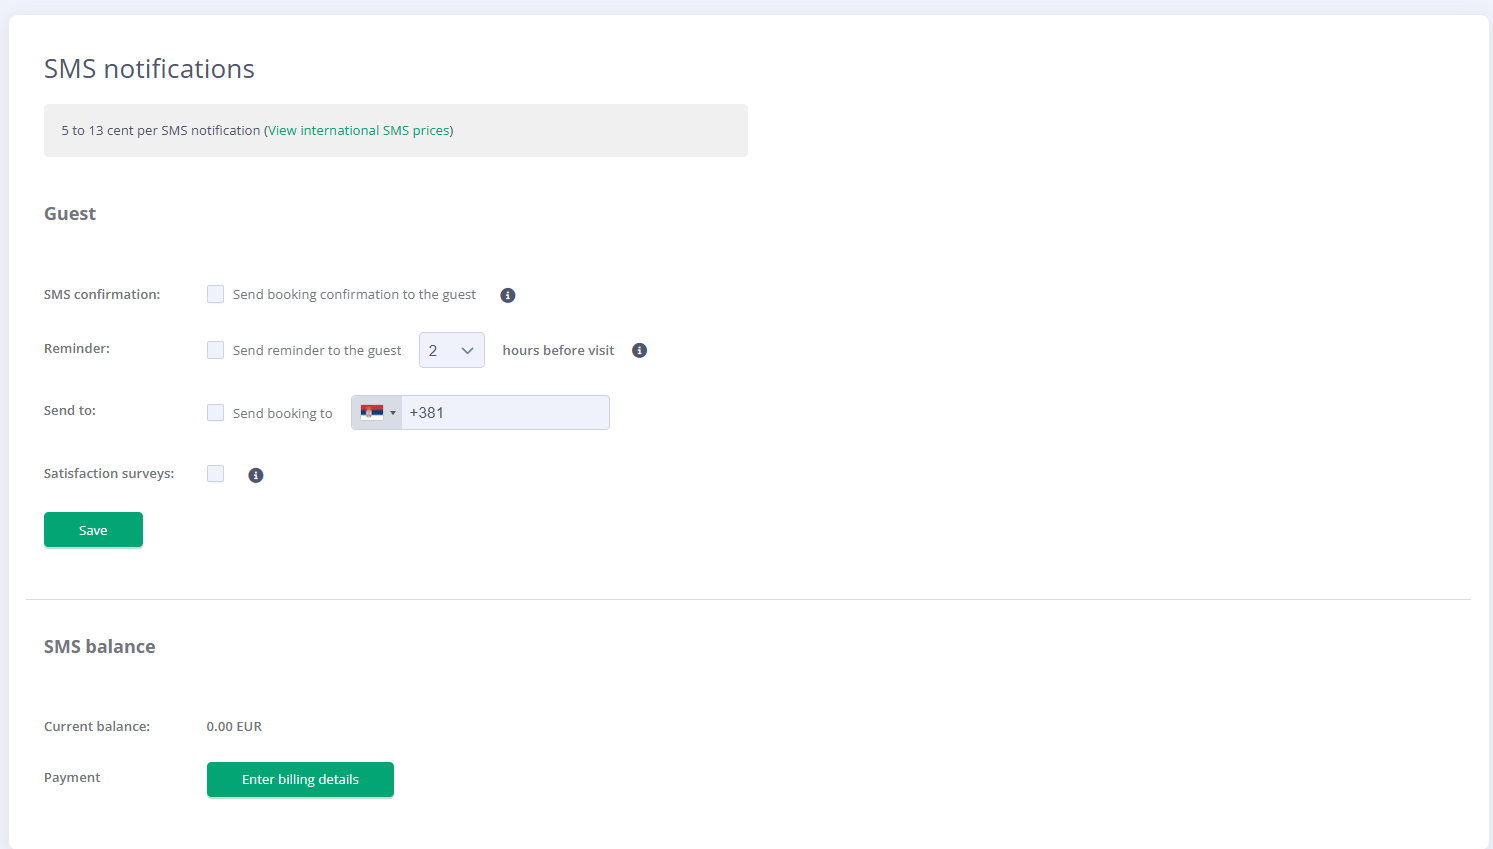 SMS notifications
5 to 13 cent per SMS notification (View international SMS prices)
Guest
SMS confirmation: Send booking confirmation to the guest
Reminder: Send reminder to the guest 2 hours before visit
Send to: Send booking to +381
Satisfaction surveys:
Save
SMS balance
Current balance: 0.00 EUR
Payment Enter billing details